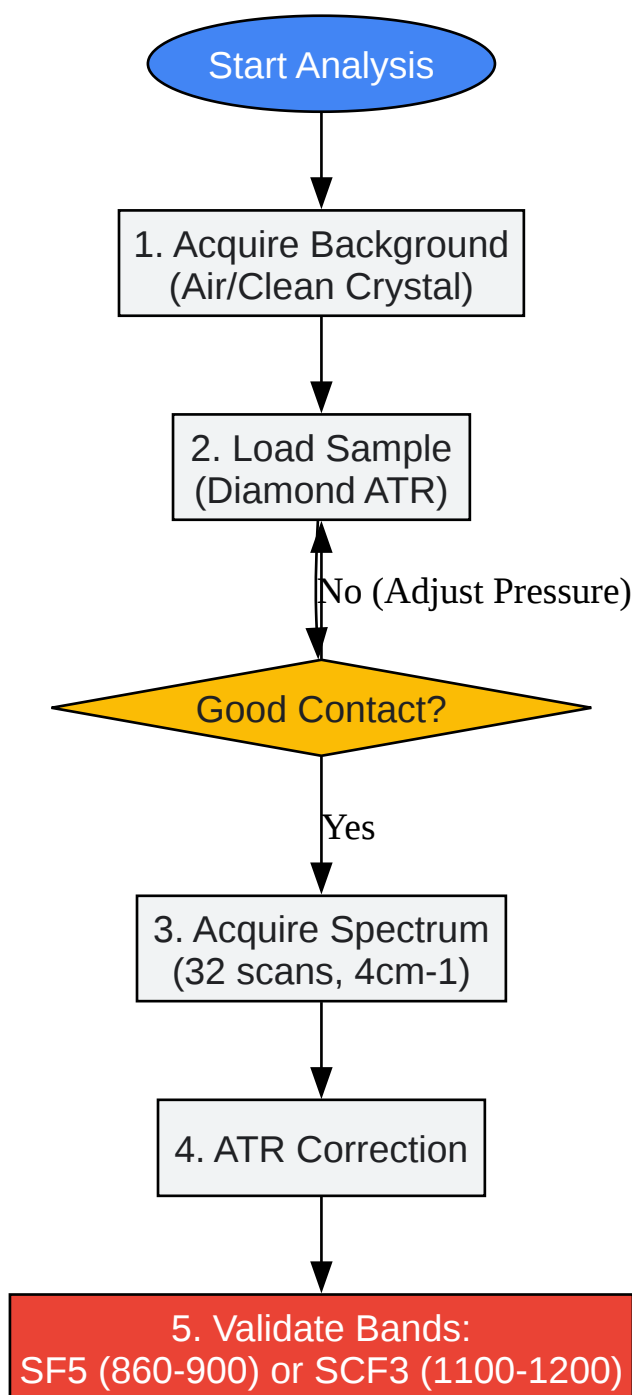 Start Analysis
1. Acquire Background
(Air/Clean Crystal)
2. Load Sample
(Diamond ATR)
No (Adjust Pressure)
Good Contact?
Yes
3. Acquire Spectrum
(32 scans, 4cm-1)
4. ATR Correction
5. Validate Bands:
SF5 (860-900) or SCF3 (1100-1200)